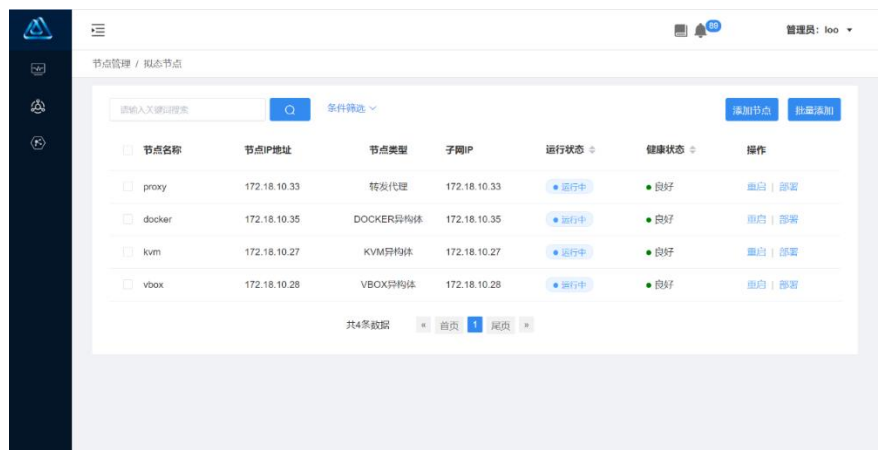 89 管理员：loo
节点管理 / 拟态节点
请输入关键词搜索 条件筛选 添加节点 批量添加
节点名称 节点IP地址 节点类型 子网IP 运行状态 健康状态 操作
proxy 172.18.10.33 转发代理 172.18.10.33 运行中 良好 重启 | 部署
docker 172.18.10.35 DOCKER异构体 172.18.10.35 运行中 良好 重启 | 部署
kvm 172.18.10.27 KVM异构体 172.18.10.27 运行中 良好 重启 | 部署
vbox 172.18.10.28 VBOX异构体 172.18.10.28 运行中 良好 重启 | 部署
共4条数据 « 首页 1 尾页 »